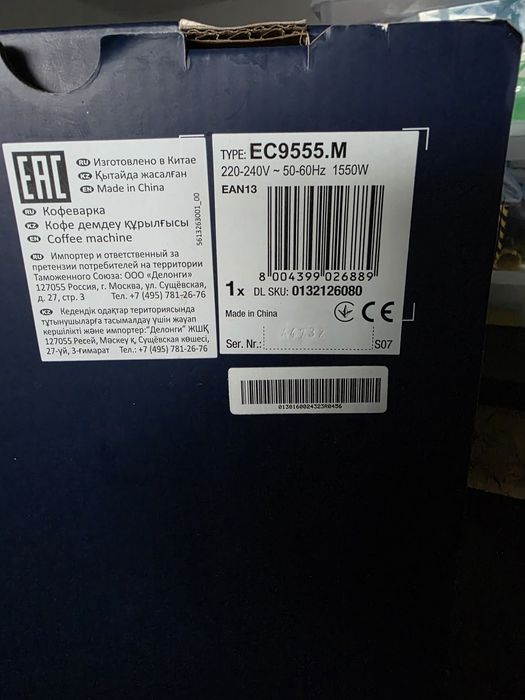 EAC
RU Изготовлено в Китае
KZ Қытайда жасалған
EN Made in China
RU Кофеварка
KZ Кофе демдеу құрылғысы
EN Coffee machine
5613263001_00
RU Импортер и ответственный за
претензии потребителей на территории
Таможенного Союза: ООО «Делонги»
127055 Россия, г. Москва, ул. Сущёвская,
д. 27, стр. 3 Тел. +7 (495) 781-26-76
KZ Кедендік одақтар территориясында
тұтынушыларға тасымалдау үшін жауап
кершілікті және импортер:"Делонги" ЖШҚ
127055 Ресей, Мәскеу қ, Сущёвская көшесі,
27-үй, 3-ғимарат Тел.: +7 (495) 781-26-76
TYPE: EC9555.M
220-240V ~ 50-60Hz 1550W
EAN13
8 004399 026889
1x DL SKU: 0132126080
Made in China
CE
Ser. Nr.:
S07
0130160024323R0456